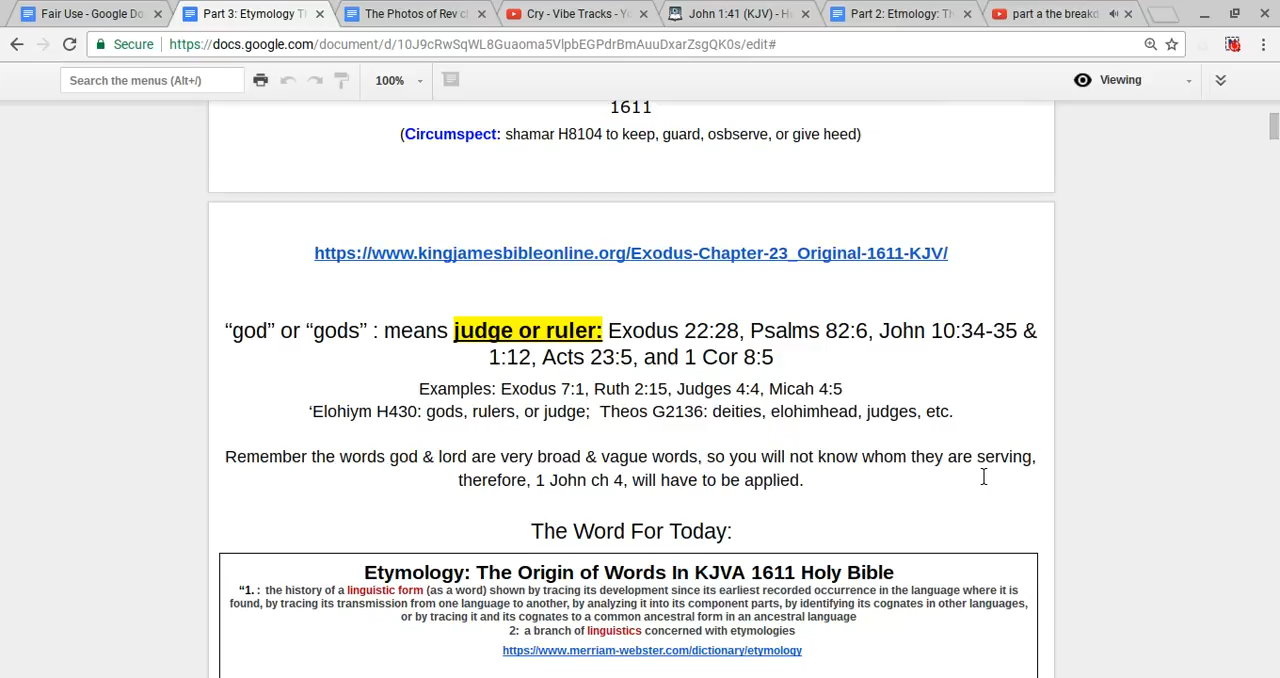 Fair Use - Google Do
Part 3: Etymology T
The Photos of Rev c
Cry - Vibe Tracks - Y
John 1:41 (KJV) - H
Part 2: Etmology: Th
part a the breakd
Secure | https://docs.google.com/document/d/10J9cRwSqWL8Guaoma5VlpbEGPdrBmAuuDxarZsgQK0s/edit#
Search the menus (Alt+/)
100%
Viewing
1611
(Circumspect: shamar H8104 to keep, guard, osbserve, or give heed)
https://www.kingjamesbibleonline.org/Exodus-Chapter-23_Original-1611-KJV/
“god” or “gods” : means judge or ruler: Exodus 22:28, Psalms 82:6, John 10:34-35 &
1:12, Acts 23:5, and 1 Cor 8:5
Examples: Exodus 7:1, Ruth 2:15, Judges 4:4, Micah 4:5
‘Elohiym H430: gods, rulers, or judge;  Theos G2136: deities, elohimhead, judges, etc.
Remember the words god & lord are very broad & vague words, so you will not know whom they are serving,
therefore, 1 John ch 4, will have to be applied.
The Word For Today:
Etymology: The Origin of Words In KJVA 1611 Holy Bible
“1. :  the history of a linguistic form (as a word) shown by tracing its development since its earliest recorded occurrence in the language where it is
found, by tracing its transmission from one language to another, by analyzing it into its component parts, by identifying its cognates in other languages,
or by tracing it and its cognates to a common ancestral form in an ancestral language
2:  a branch of linguistics concerned with etymologies
https://www.merriam-webster.com/dictionary/etymology